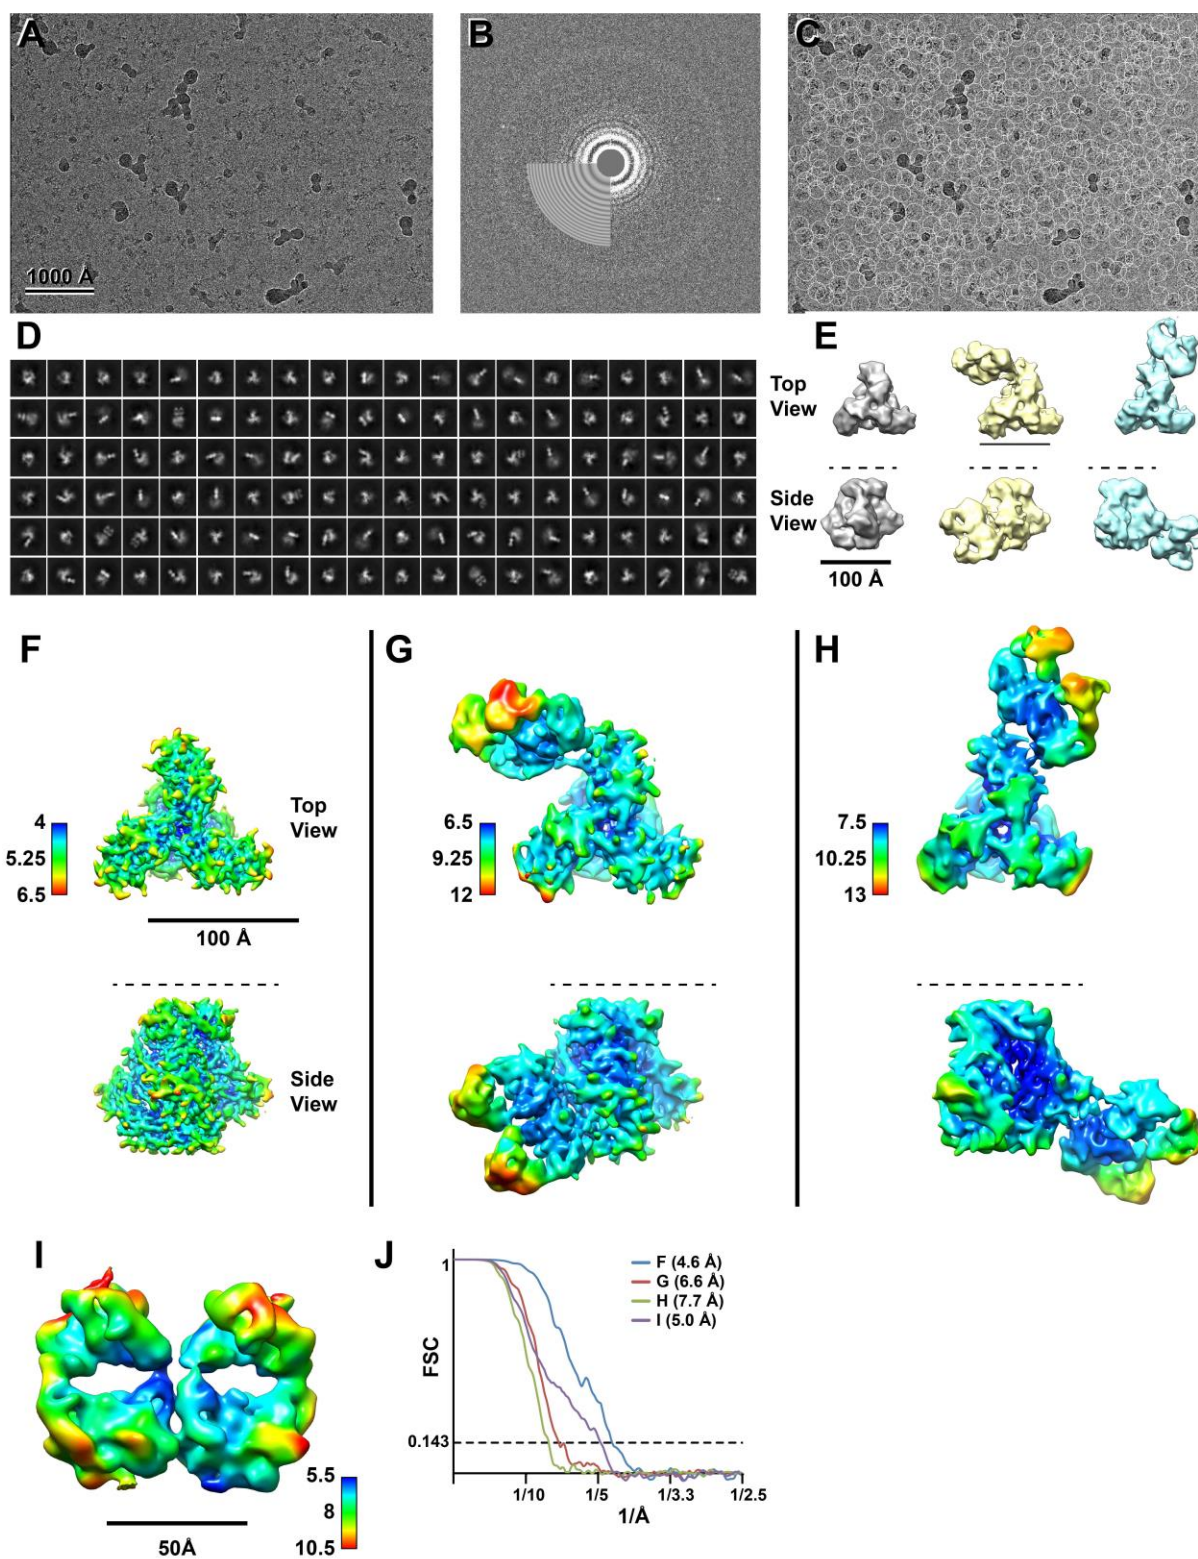 A
B
C
1000 Å
D
E
Top
View
Side
View
100 Å
F
G
H
Top
View
4
5.25
6.5
6.5
9.25
12
7.5
10.25
13
100 Å
Side
View
I
J
1
F (4.6 Å)
G (6.6 Å)
H (7.7 Å)
I (5.0 Å)
FSC
0.143
5.5
8
10.5
50Å
1/10
1/5
1/3.3
1/2.5
1/Å